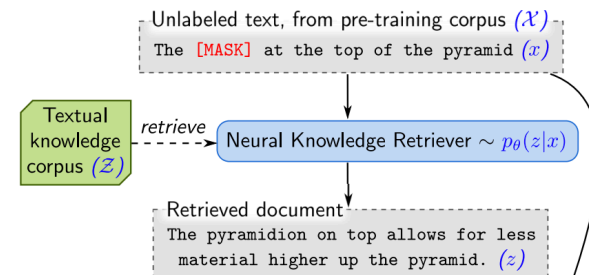 Unlabeled text, from pre-training corpus (𝒳)
The [MASK] at the top of the pyramid (x)
Textual
knowledge
corpus (𝒵)
retrieve
Neural Knowledge Retriever ∼ pθ(z|x)
Retrieved document
The pyramidion on top allows for less
material higher up the pyramid. (z)